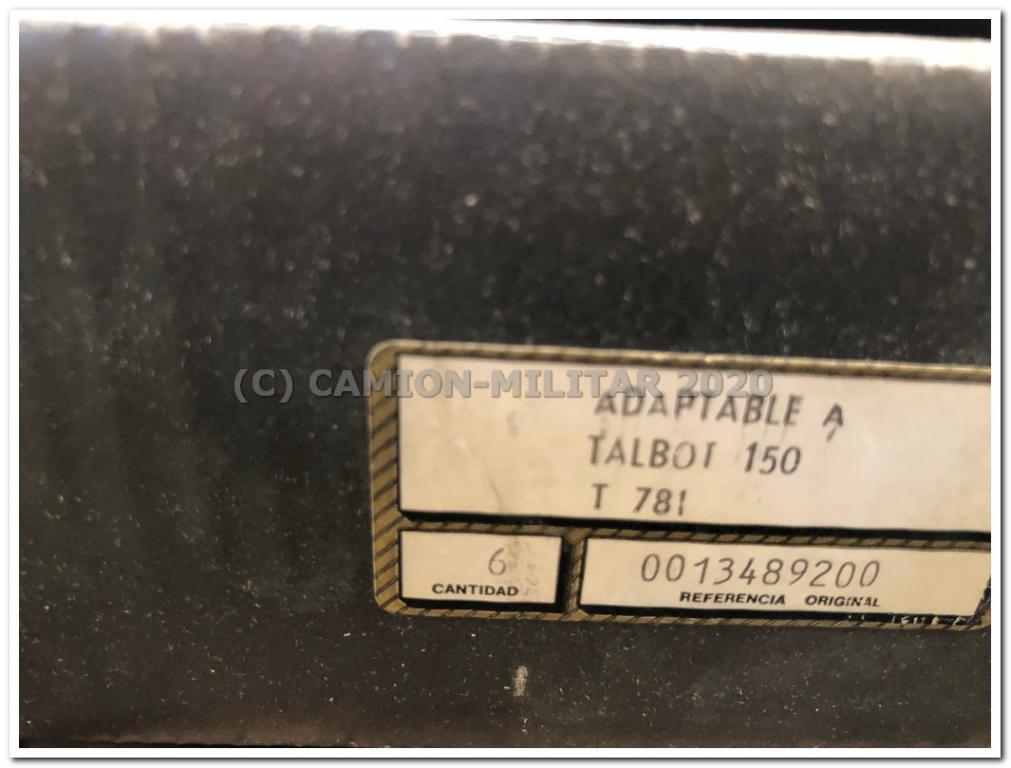 (C) CAMION-MILITAR 2020
ADAPTABLE A
TALBOT 150
T 781
6
CANTIDAD
0013489200
REFERENCIA ORIGINAL